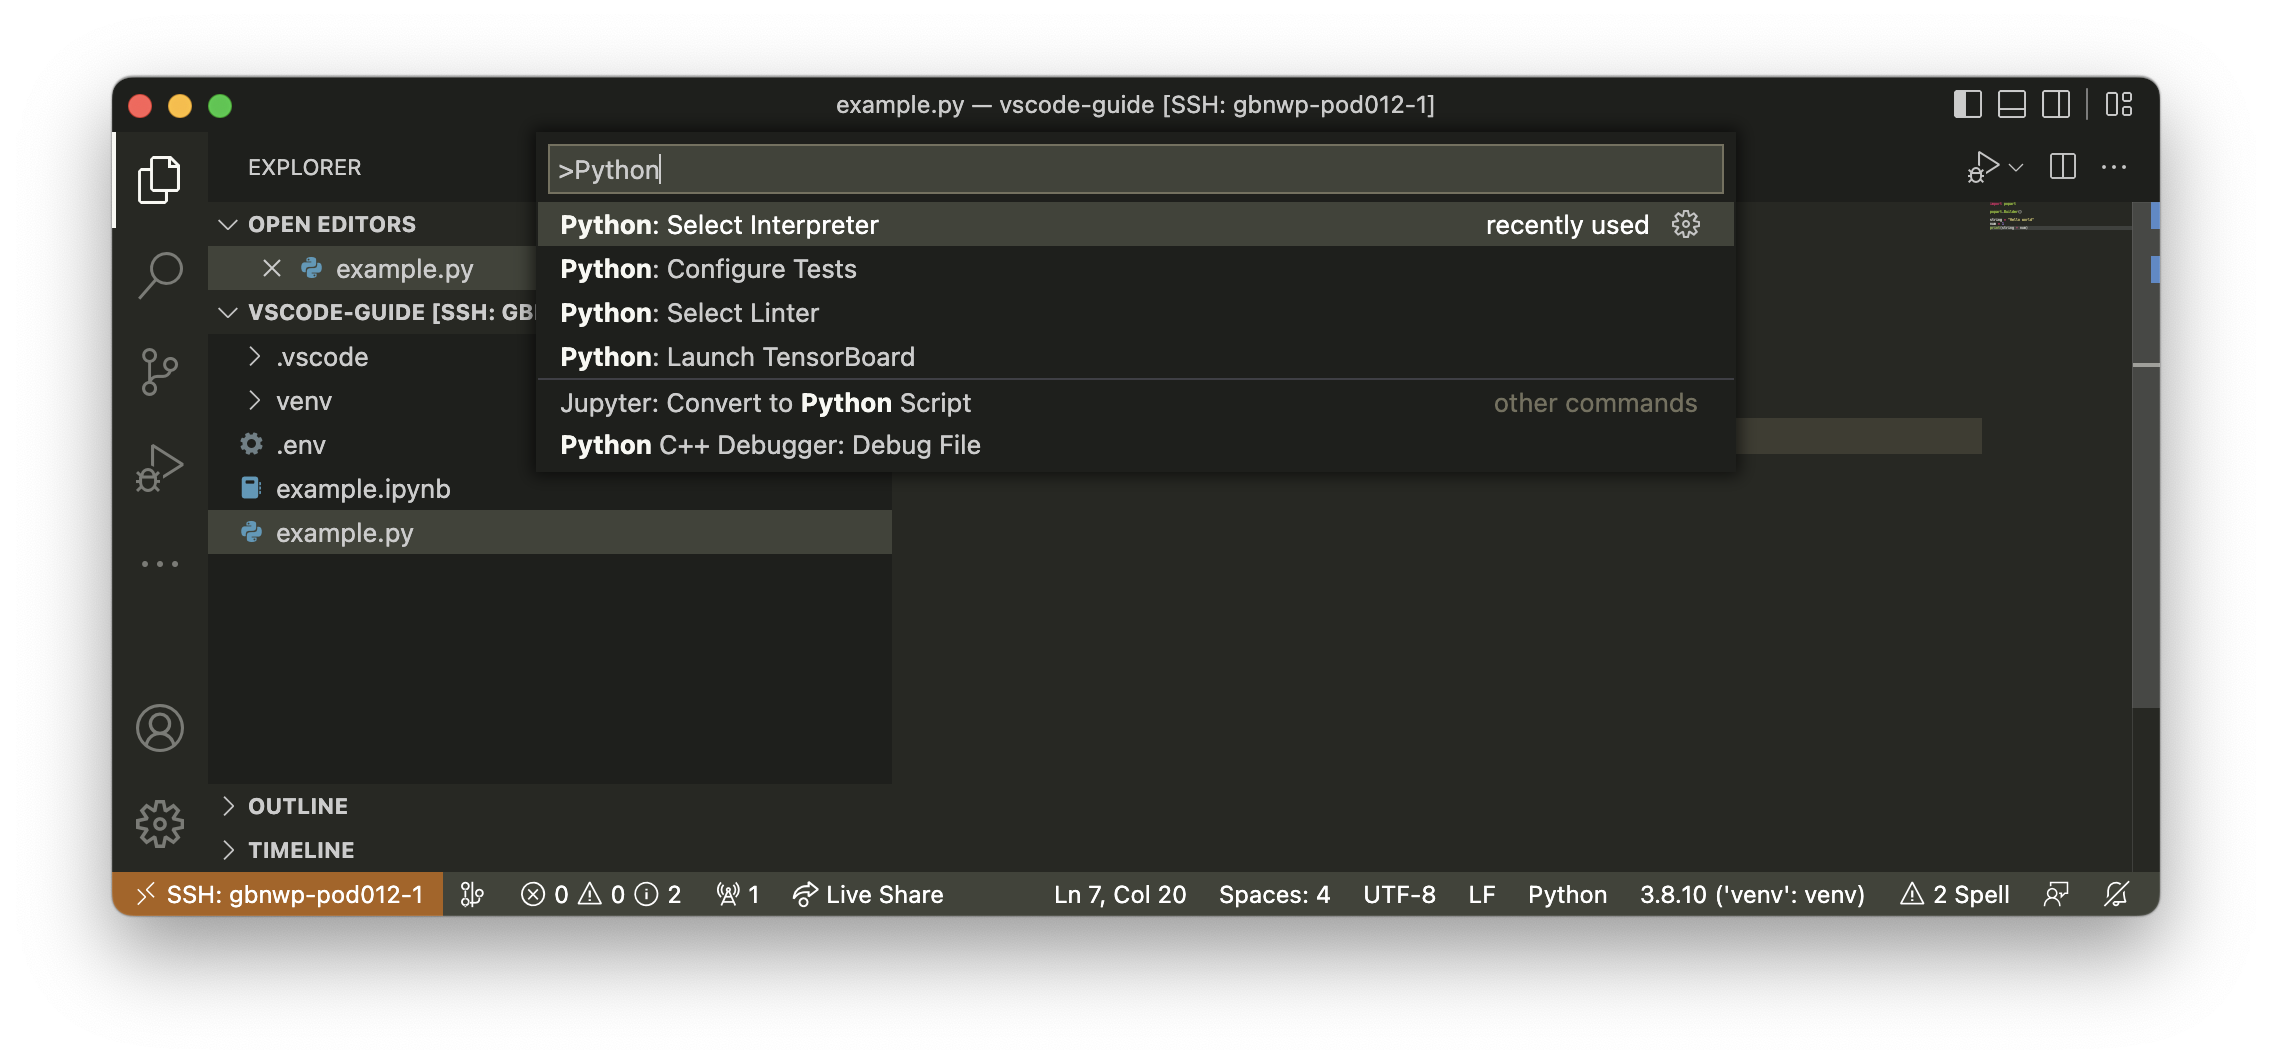 example.py — vscode-guide [SSH: gbnwp-pod012-1]
EXPLORER
>Python
OPEN EDITORS
example.py
VSCODE-GUIDE [SSH: GB
.vscode
venv
.env
example.ipynb
example.py
Python: Select Interpreter recently used
Python: Configure Tests
Python: Select Linter
Python: Launch TensorBoard
Jupyter: Convert to Python Script other commands
Python C++ Debugger: Debug File
import
string = "Hello world"
OUTLINE
TIMELINE
SSH: gbnwp-pod012-1 0 0 2 1 Live Share Ln 7, Col 20 Spaces: 4 UTF-8 LF Python 3.8.10 ('venv': venv) 2 Spell